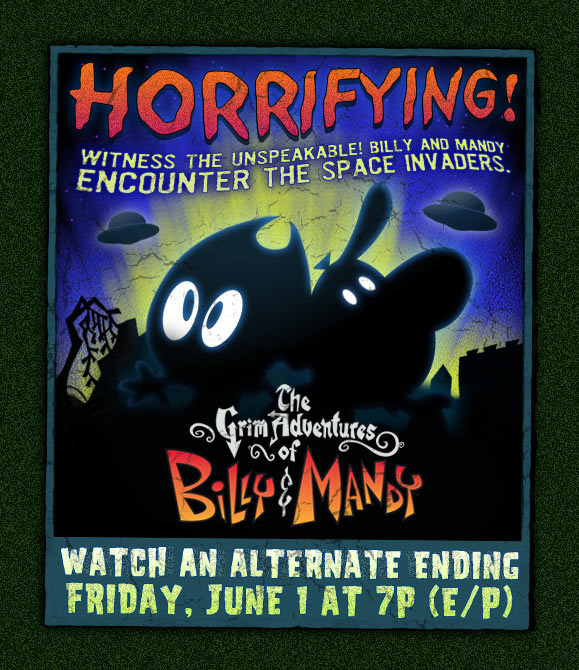 HORRIFYING!
WITNESS THE UNSPEAKABLE! BILLY AND MANDY
ENCOUNTER THE SPACE INVADERS.
The
Grim Adventures
of
BILLY & MANDY
WATCH AN ALTERNATE ENDING
FRIDAY, JUNE 1 AT 7P (E/P)